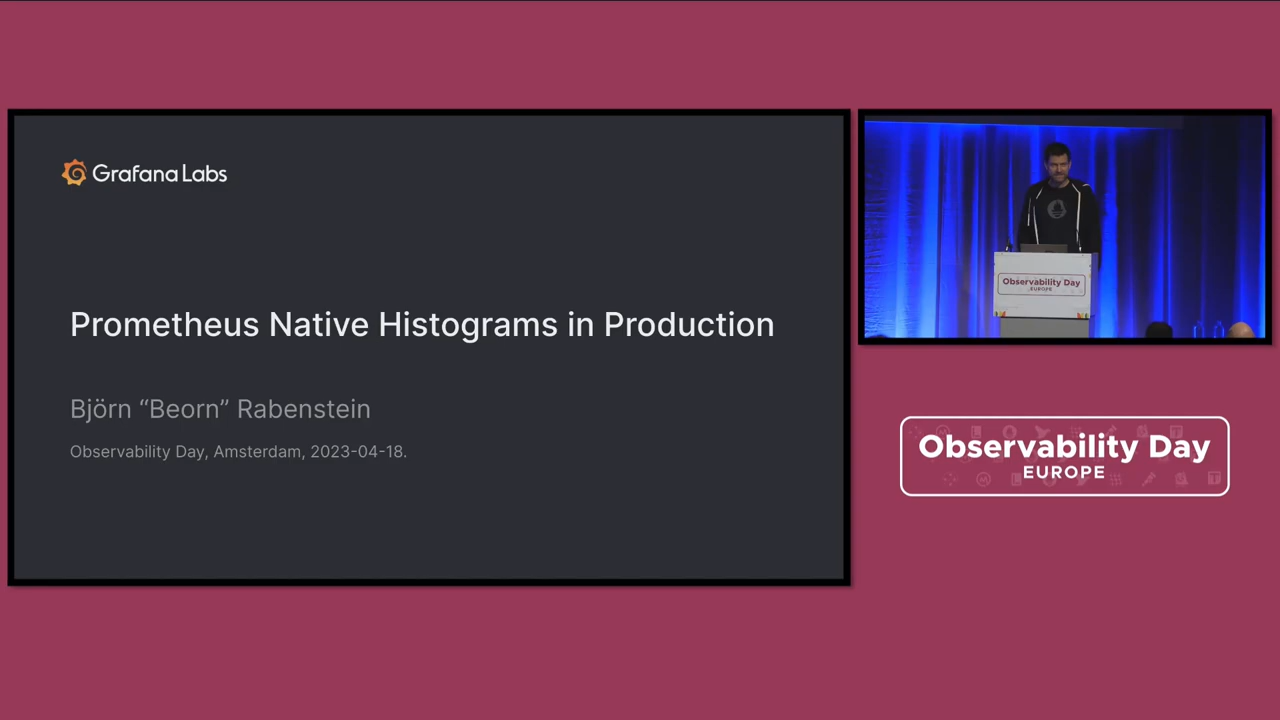 Grafana Labs
Prometheus Native Histograms in Production
Björn “Beorn” Rabenstein
Observability Day, Amsterdam, 2023-04-18.
Observability Day
EUROPE
Observability Day
EUROPE